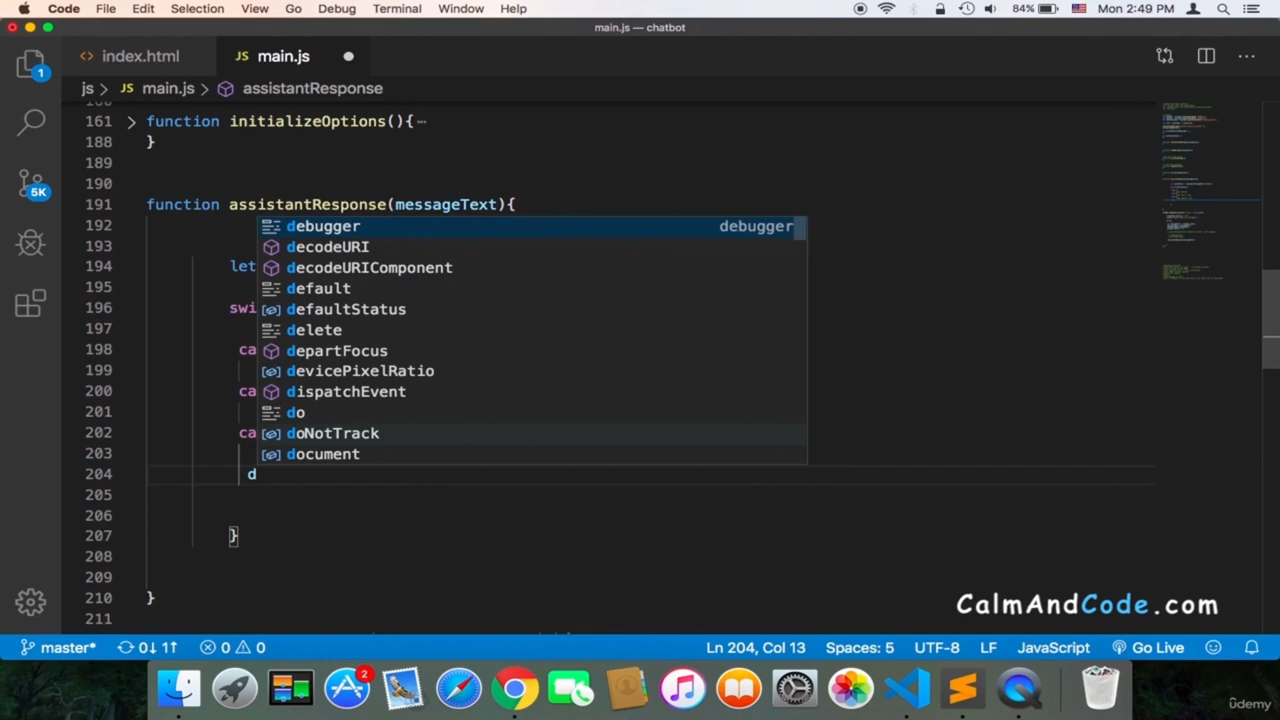 Code File Edit Selection View Go Debug Terminal Window Help 84% Mon 2:49 PM
main.js — chatbot
1 <> index.html JS main.js
js > JS main.js > assistantResponse
161 function initializeOptions(){
188 }
189
190
191 function assistantResponse(messageText){
192 debugger debugger
193 decodeURI
194 let decodeURIComponent
195 default
196 swi defaultStatus
197 delete
198 ca departFocus
199 devicePixelRatio
200 ca dispatchEvent
201 do
202 ca doNotTrack
203 document
204 d
205
206
207 }
208
209
210 }
211
5K
CalmAndCode.com
master* 0↓ 1↑ 0 0 Ln 204, Col 13 Spaces: 5 UTF-8 LF JavaScript Go Live
2
ûdemy